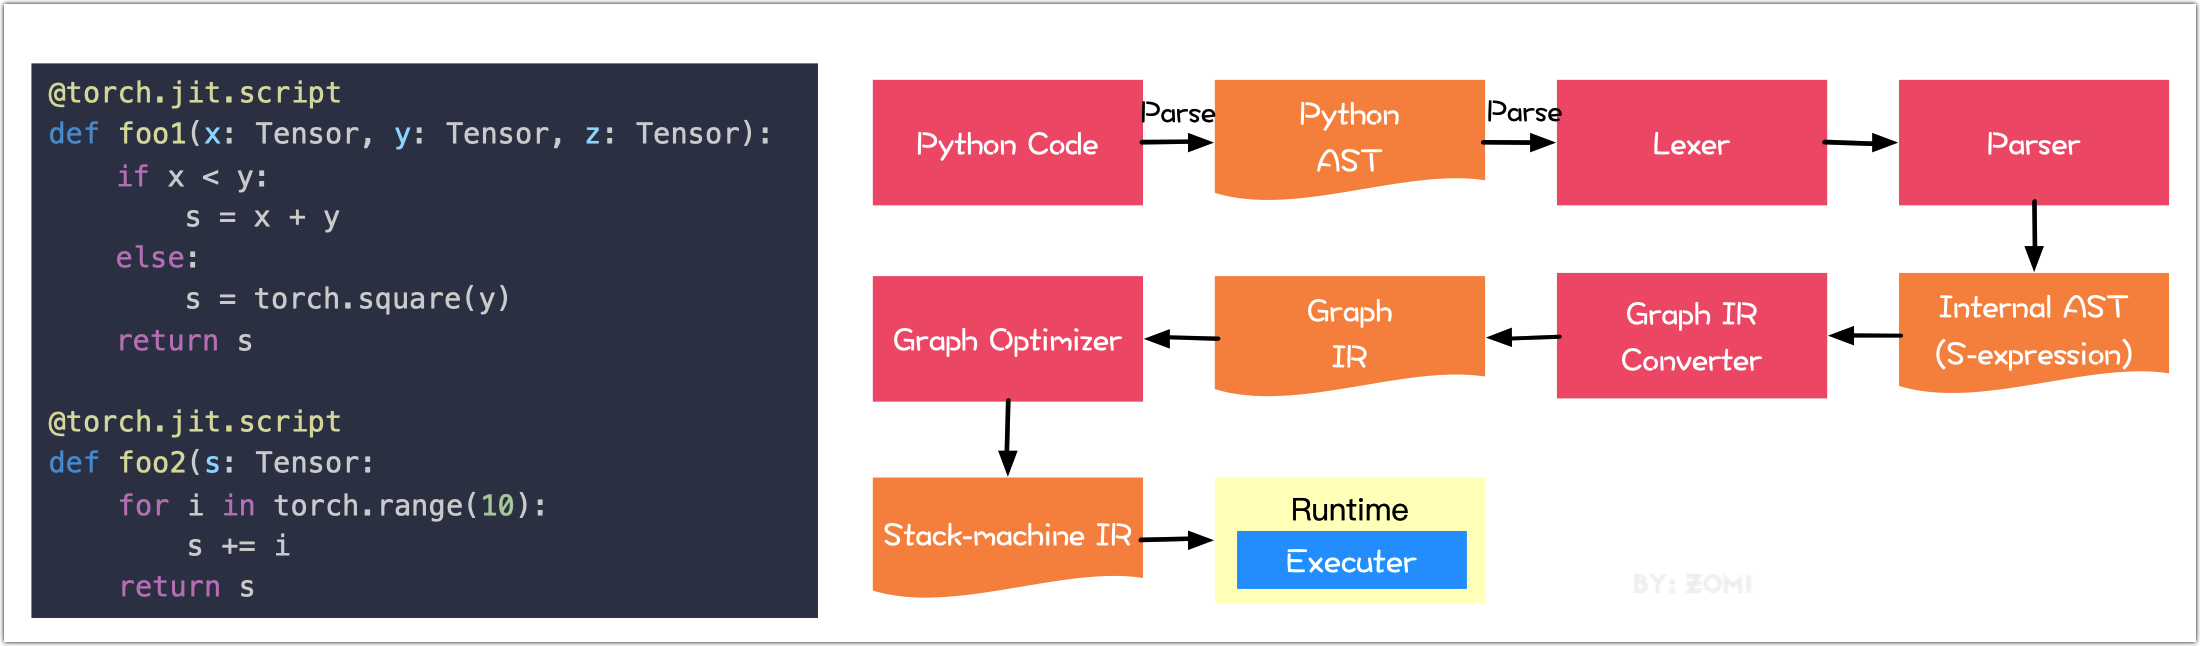 @torch.jit.script
def foo1(x: Tensor, y: Tensor, z: Tensor):
    if x < y:
        s = x + y
    else:
        s = torch.square(y)
    return s
@torch.jit.script
def foo2(s: Tensor:
    for i in torch.range(10):
        s += i
    return s
Python Code
Parse
Python
AST
Parse
Lexer
Parser
Graph Optimizer
Graph
IR
Graph IR
Converter
Internal AST
(S-expression)
Stack-machine IR
Runtime
Executer
BY: ZOMI